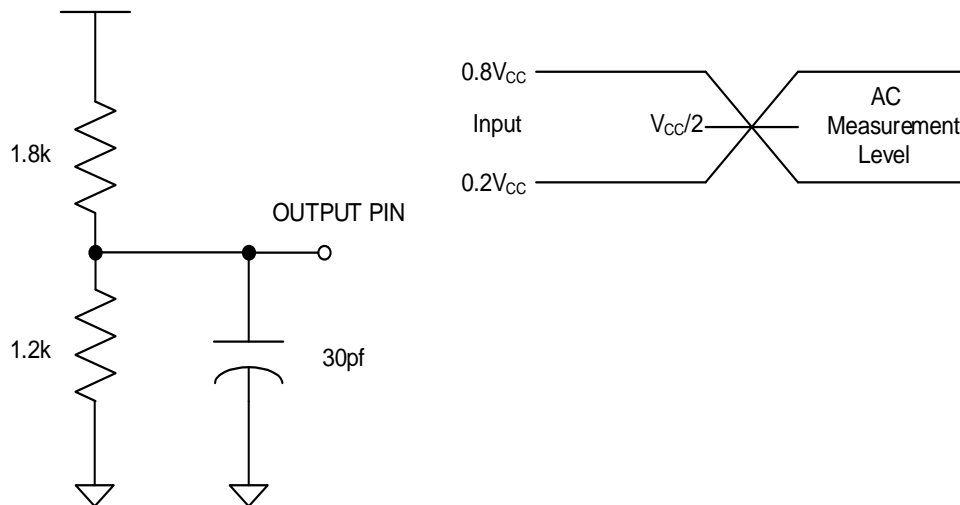 1.8k
1.2k
OUTPUT PIN
30pf
0.8VCC
Input
VCC/2
0.2VCC
AC
Measurement
Level